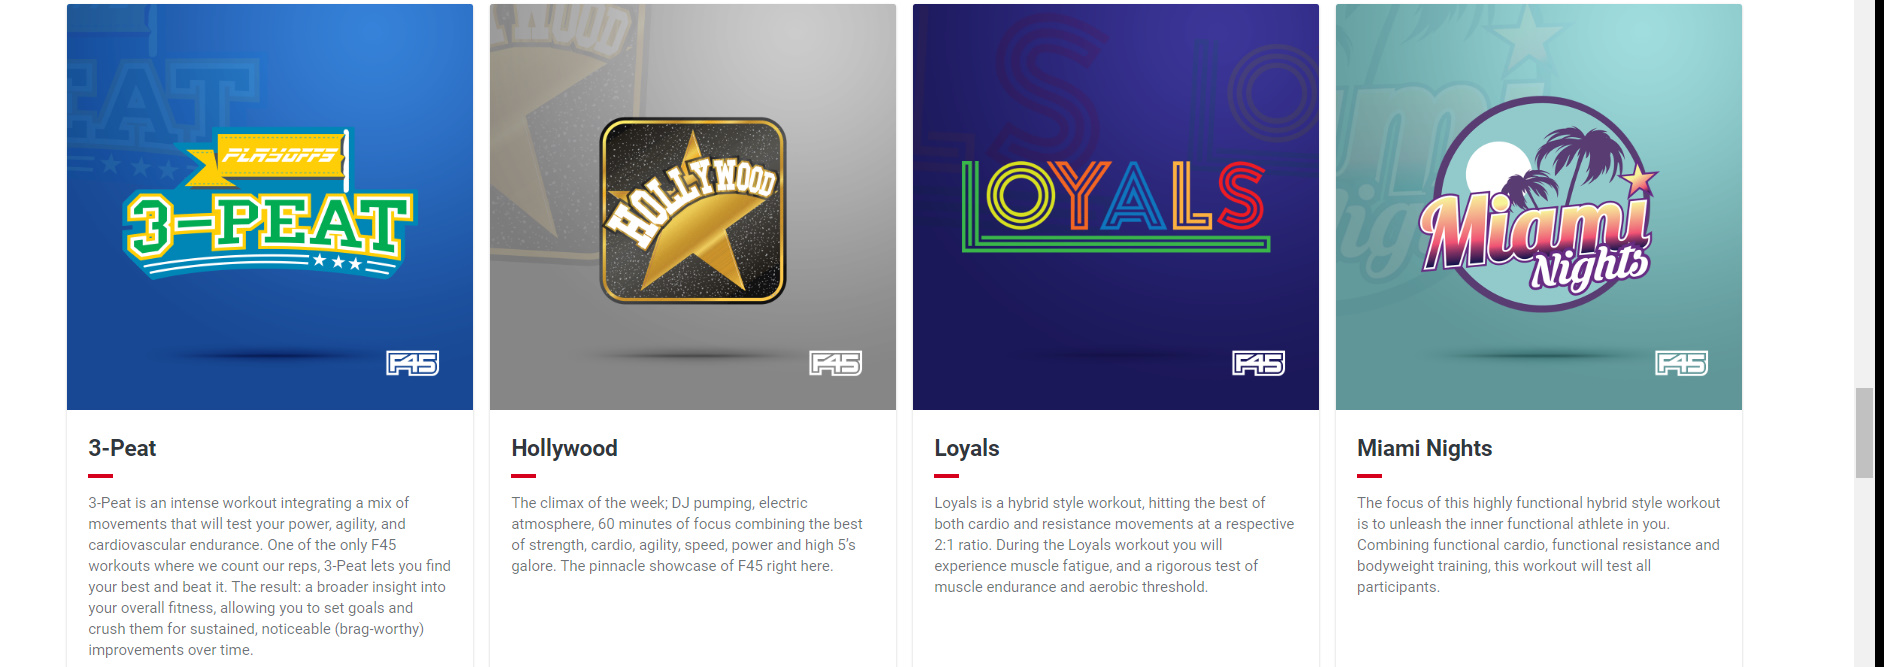 PLAYOFFS
3-PEAT
F45
3-Peat
3-Peat is an intense workout integrating a mix of
movements that will test your power, agility, and
cardiovascular endurance. One of the only F45
workouts where we count our reps, 3-Peat lets you find
your best and beat it. The result: a broader insight into
your overall fitness, allowing you to set goals and
crush them for sustained, noticeable (brag-worthy)
improvements over time.
HOLLYWOOD
F45
Hollywood
The climax of the week; DJ pumping, electric
atmosphere, 60 minutes of focus combining the best
of strength, cardio, agility, speed, power and high 5’s
galore. The pinnacle showcase of F45 right here.
LOYALS
F45
Loyals
Loyals is a hybrid style workout, hitting the best of
both cardio and resistance movements at a respective
2:1 ratio. During the Loyals workout you will
experience muscle fatigue, and a rigorous test of
muscle endurance and aerobic threshold.
Miami
Nights
F45
Miami Nights
The focus of this highly functional hybrid style workout
is to unleash the inner functional athlete in you.
Combining functional cardio, functional resistance and
bodyweight training, this workout will test all
participants.